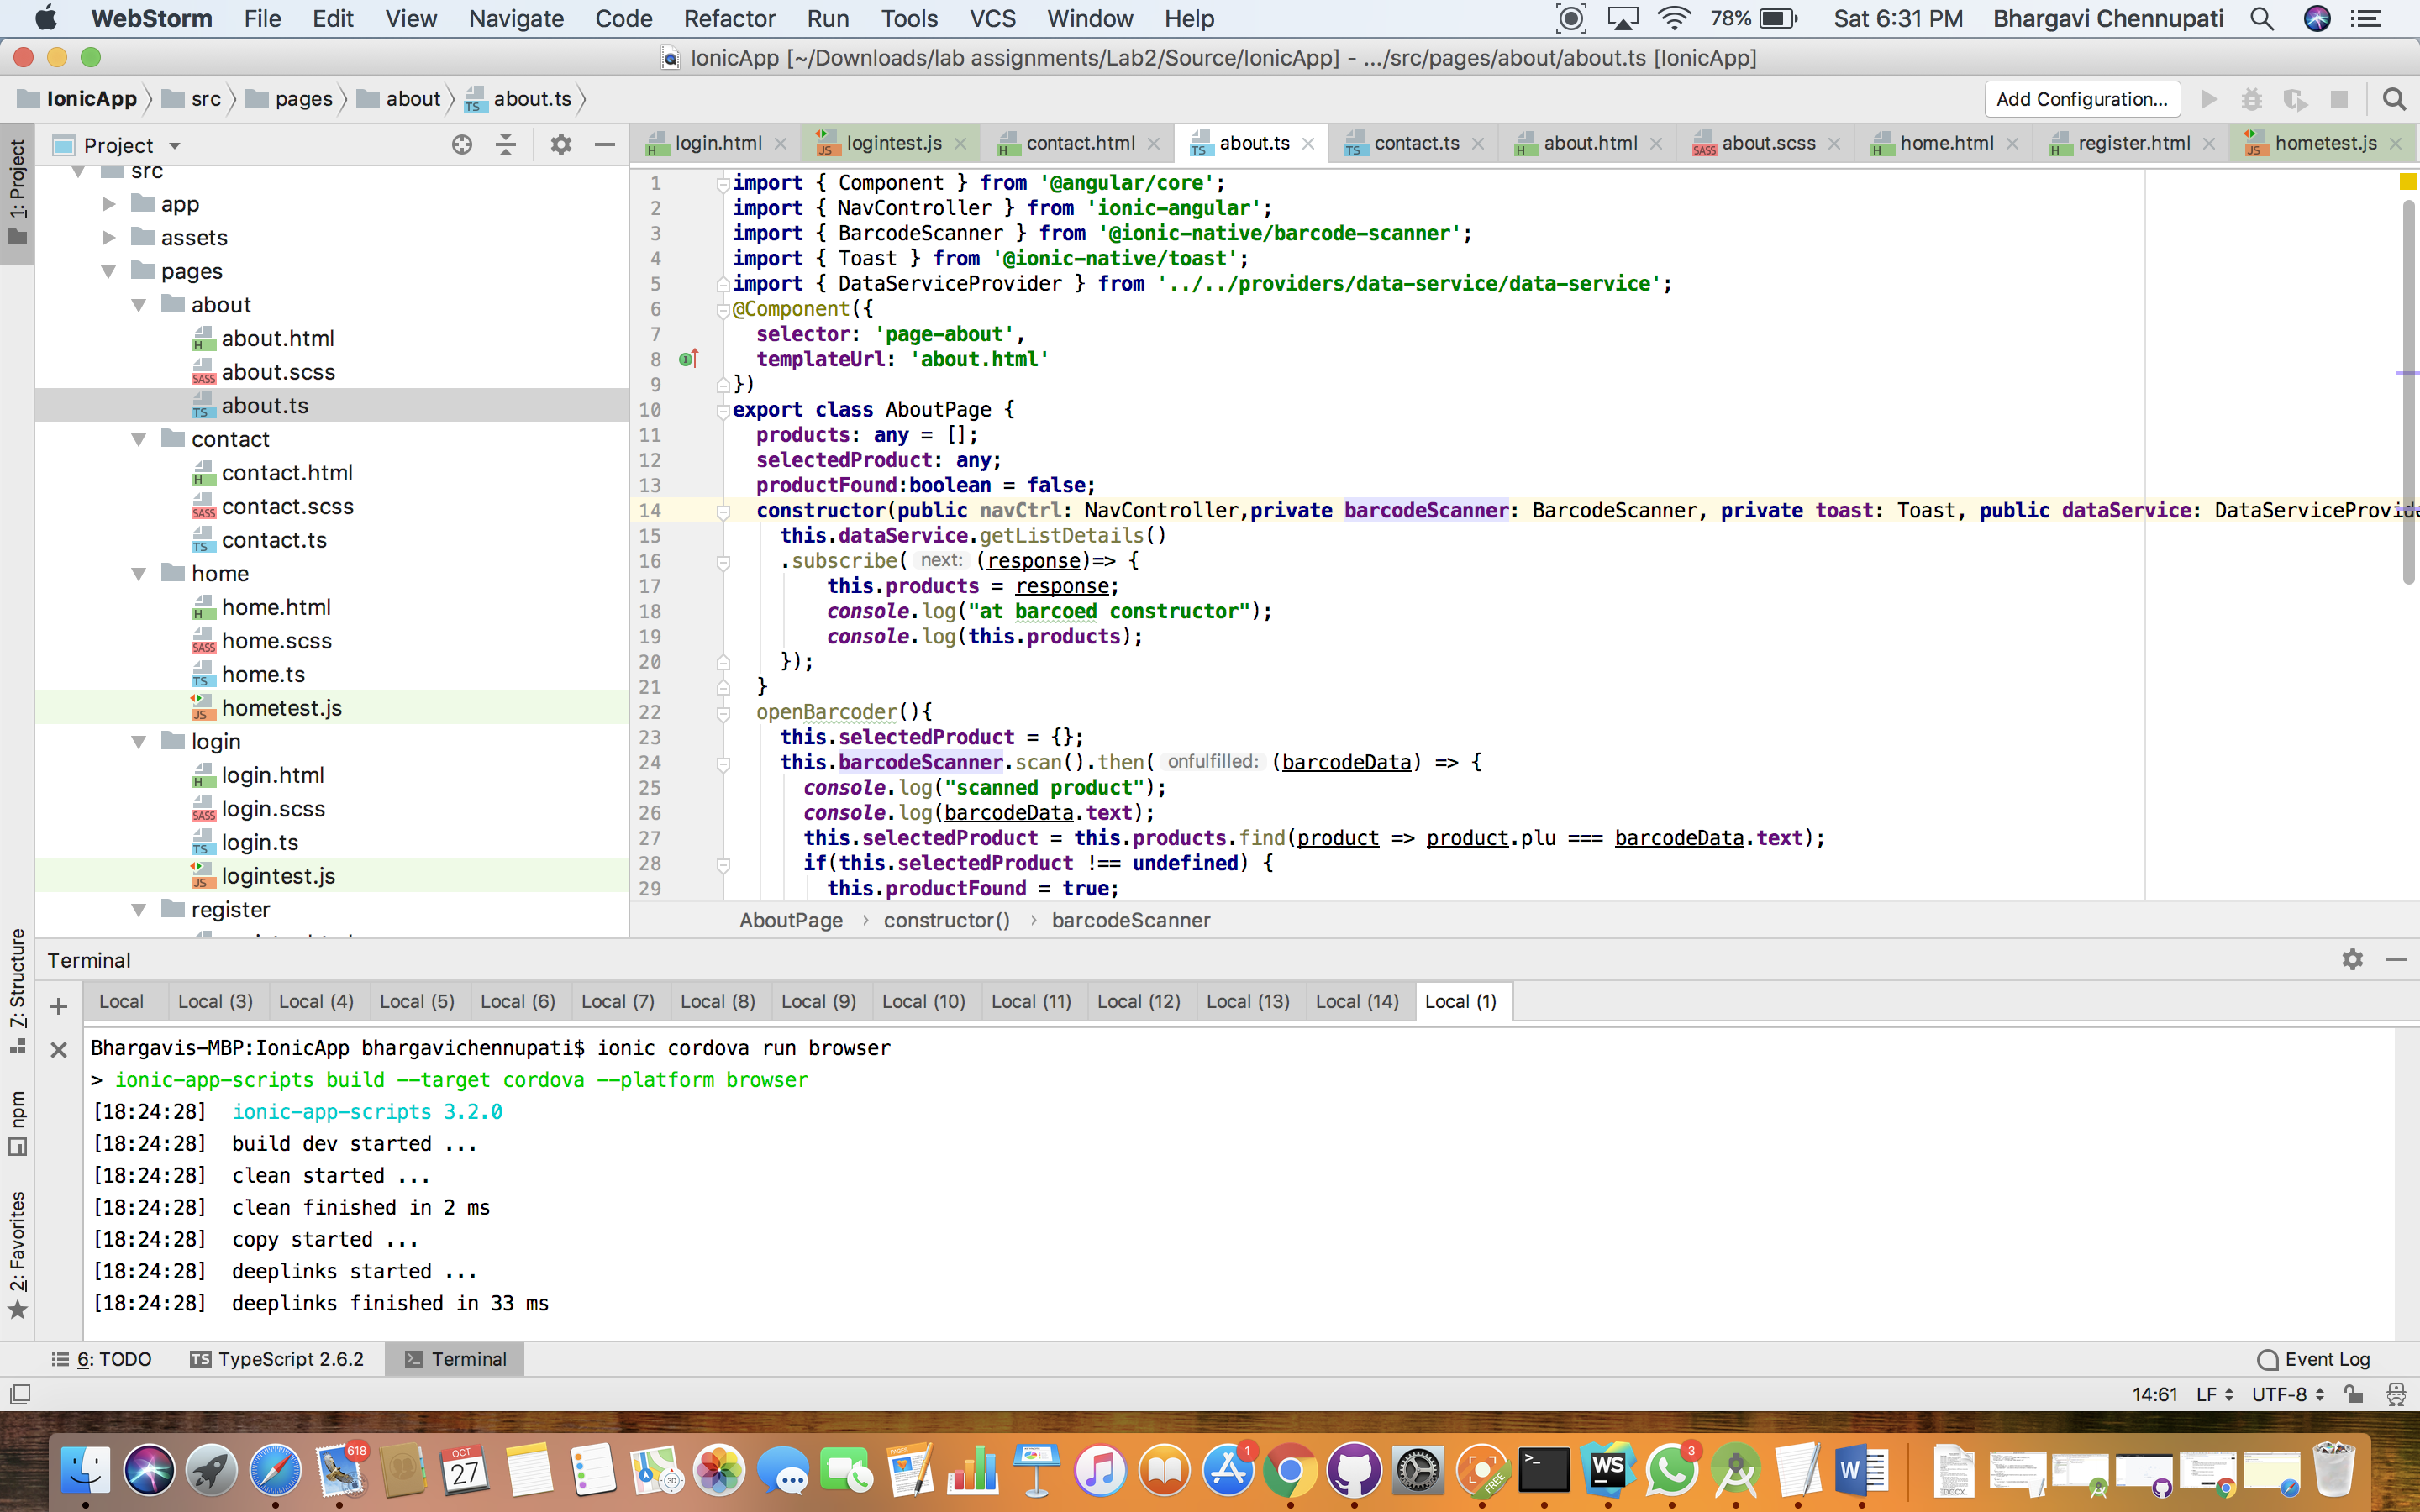 WebStorm File Edit View Navigate Code Refactor Run Tools VCS Window Help 78% Sat 6:31 PM Bhargavi Chennupati
IonicApp [~/Downloads/lab assignments/Lab2/Source/IonicApp] - .../src/pages/about/about.ts [IonicApp]
IonicApp src pages about about.ts Add Configuration...
Project
login.html logintest.js contact.html about.ts contact.ts about.html about.scss home.html register.html hometest.js
1: Project
src
app
assets
pages
about
about.html
about.scss
about.ts
contact
contact.html
contact.scss
contact.ts
home
home.html
home.scss
home.ts
hometest.js
login
login.html
login.scss
login.ts
logintest.js
register
1 import { Component } from '@angular/core';
2 import { NavController } from 'ionic-angular';
3 import { BarcodeScanner } from '@ionic-native/barcode-scanner';
4 import { Toast } from '@ionic-native/toast';
5 import { DataServiceProvider } from '../../providers/data-service/data-service';
6 @Component({
7 selector: 'page-about',
8 templateUrl: 'about.html'
9 })
10 export class AboutPage {
11 products: any = [];
12 selectedProduct: any;
13 productFound:boolean = false;
14 constructor(public navCtrl: NavController,private barcodeScanner: BarcodeScanner, private toast: Toast, public dataService: DataServiceProvide
15 this.dataService.getListDetails()
16 .subscribe( next: (response)=> {
17 this.products = response;
18 console.log("at barcoed constructor");
19 console.log(this.products);
20 });
21 }
22 openBarcoder(){
23 this.selectedProduct = {};
24 this.barcodeScanner.scan().then( onfulfilled: (barcodeData) => {
25 console.log("scanned product");
26 console.log(barcodeData.text);
27 this.selectedProduct = this.products.find(product => product.plu === barcodeData.text);
28 if(this.selectedProduct !== undefined) {
29 this.productFound = true;
AboutPage › constructor() › barcodeScanner
Z: Structure
npm
2: Favorites
Terminal
Local Local (3) Local (4) Local (5) Local (6) Local (7) Local (8) Local (9) Local (10) Local (11) Local (12) Local (13) Local (14) Local (1)
Bhargavis-MBP:IonicApp bhargavichennupati$ ionic cordova run browser
> ionic-app-scripts build --target cordova --platform browser
[18:24:28] ionic-app-scripts 3.2.0
[18:24:28] build dev started ...
[18:24:28] clean started ...
[18:24:28] clean finished in 2 ms
[18:24:28] copy started ...
[18:24:28] deeplinks started ...
[18:24:28] deeplinks finished in 33 ms
6: TODO TypeScript 2.6.2 Terminal Event Log
14:61 LF UTF-8
618 OCT 27 3D PAGES 1 FREE WS 3 W DOCX